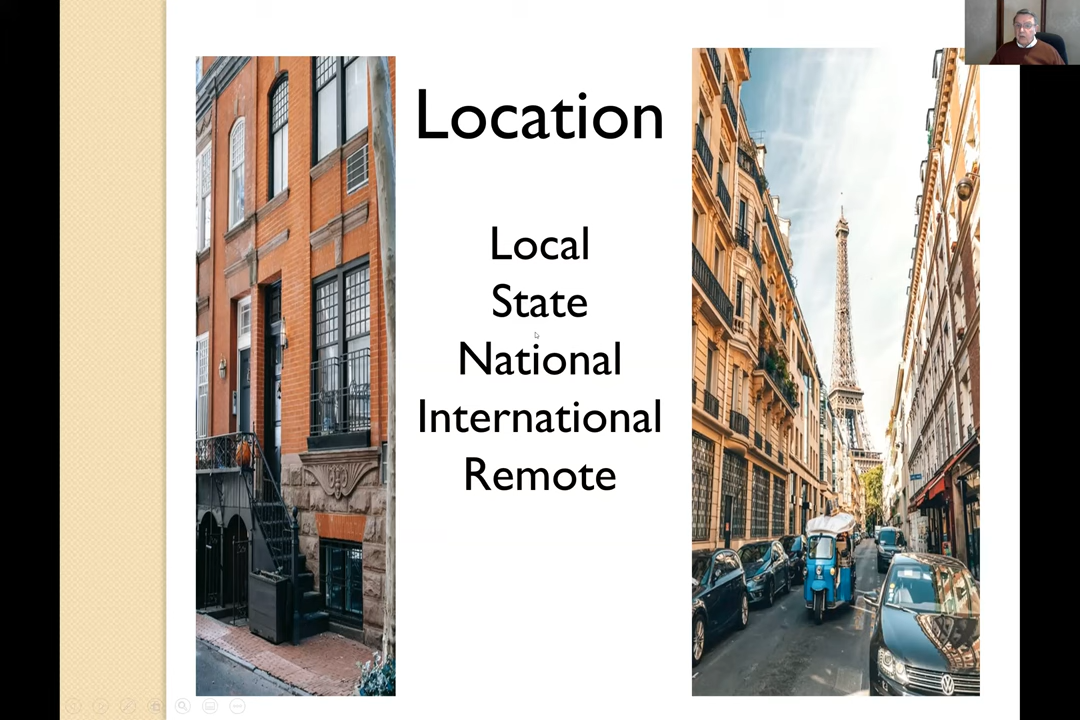 Location
Local
State
National
International
Remote